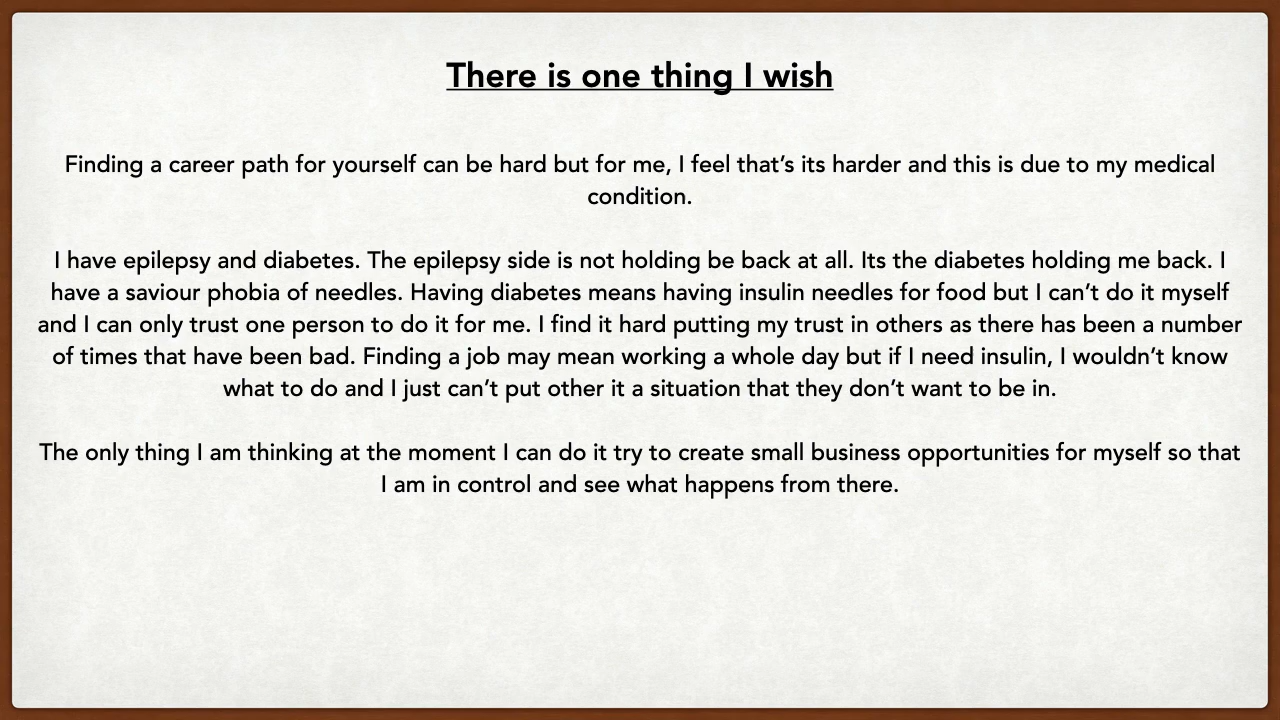 There is one thing I wish
Finding a career path for yourself can be hard but for me, I feel that’s its harder and this is due to my medical
condition.
I have epilepsy and diabetes. The epilepsy side is not holding be back at all. Its the diabetes holding me back. I
have a saviour phobia of needles. Having diabetes means having insulin needles for food but I can’t do it myself
and I can only trust one person to do it for me. I find it hard putting my trust in others as there has been a number
of times that have been bad. Finding a job may mean working a whole day but if I need insulin, I wouldn’t know
what to do and I just can’t put other it a situation that they don’t want to be in.
The only thing I am thinking at the moment I can do it try to create small business opportunities for myself so that
I am in control and see what happens from there.